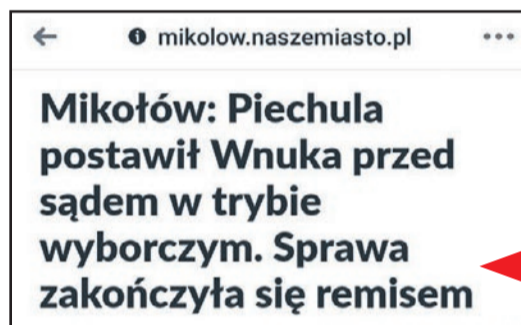 mikolow.naszemiasto.pl
Mikołów: Piechula
postawił Wnuka przed
sądem w trybie
wyborczym. Sprawa
zakończyła się remisem